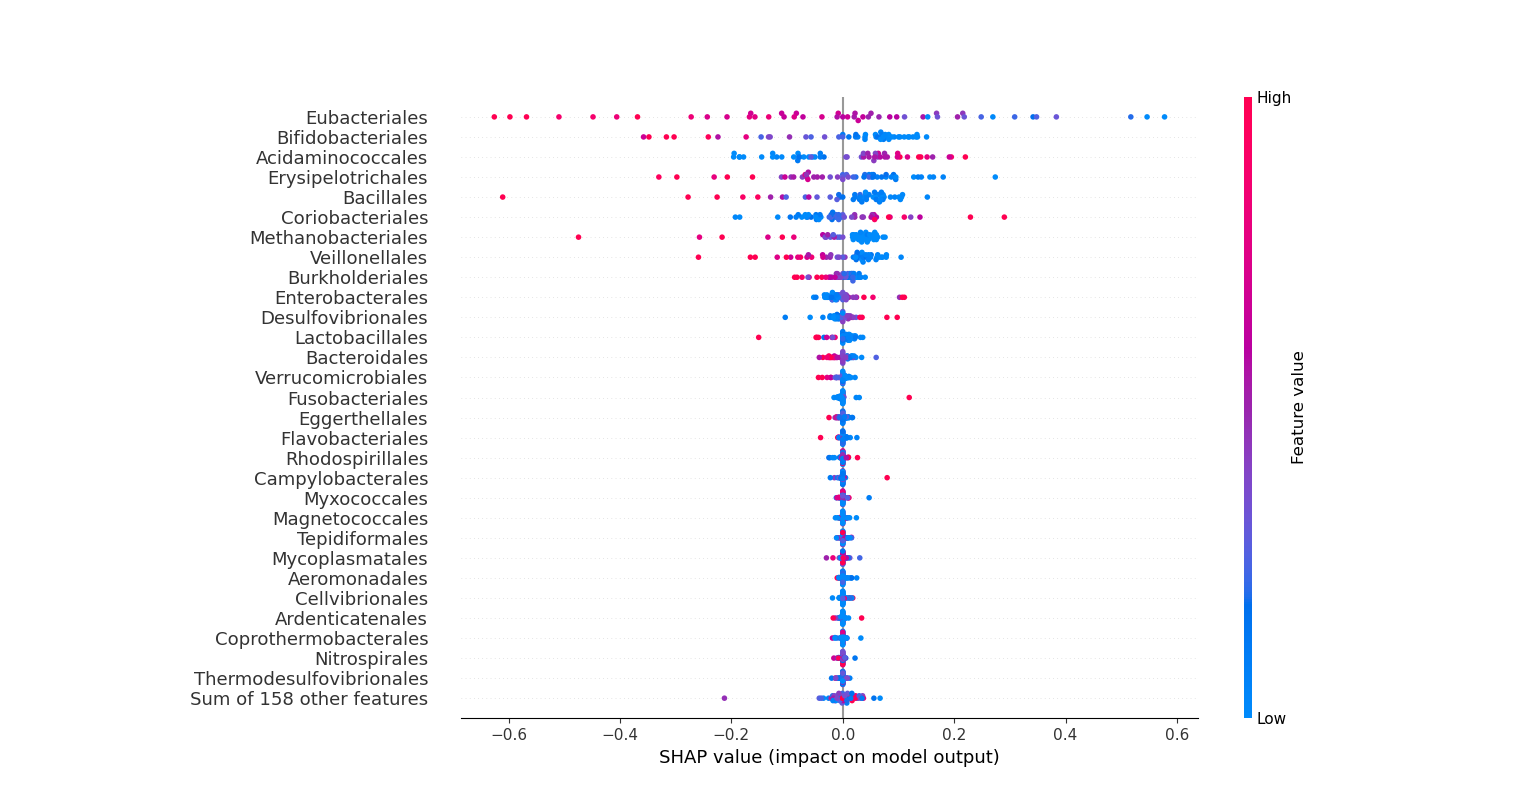 High
Eubacteriales
Bifidobacteriales
Acidaminococcales
Erysipelotrichales
Bacillales
Coriobacteriales
Methanobacteriales
Veillonellales
Burkholderiales
Enterobacterales
Desulfovibrionales
Lactobacillales
Bacteroidales
Verrucomicrobiales
Fusobacteriales
Eggerthellales
Flavobacteriales
Rhodospirillales
Campylobacterales
Myxococcales
Magnetococcales
Tepidiformales
Mycoplasmatales
Aeromonadales
Cellvibrionales
Ardenticatenales
Coprothermobacterales
Nitrospirales
Thermodesulfovibrionales
Sum of 158 other features
Feature value
Low
−0.6 −0.4 −0.2 0.0 0.2 0.4 0.6
SHAP value (impact on model output)